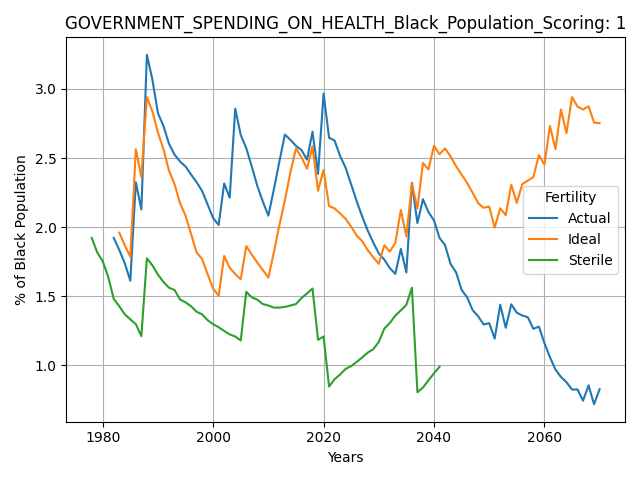 GOVERNMENT_SPENDING_ON_HEALTH_Black_Population_Scoring: 1
3.0
2.5
2.0
1.5
1.0
% of Black Population
Fertility
Actual
Ideal
Sterile
1980
2000
2020
2040
2060
Years